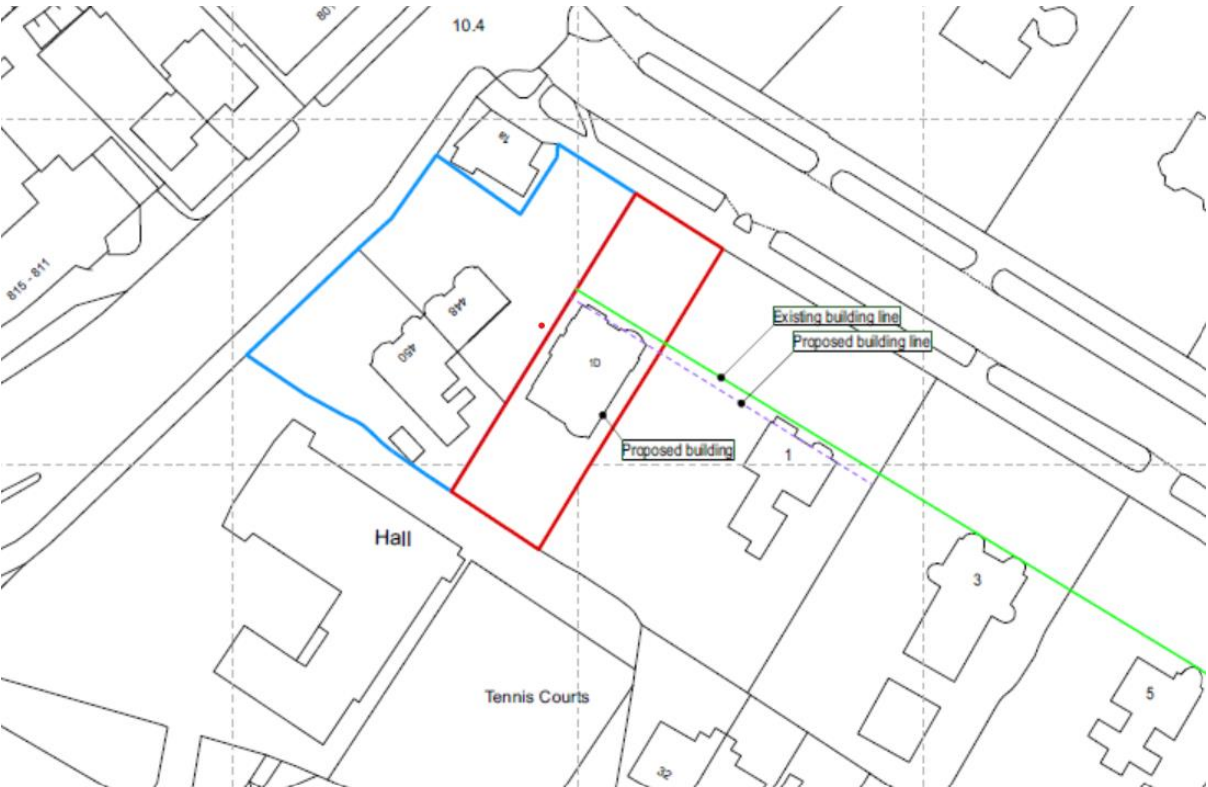 10.4
815 - 811
448
450
1D
Existing building line
Proposed building line
Proposed building
1
Hall
3
Tennis Courts
5
32